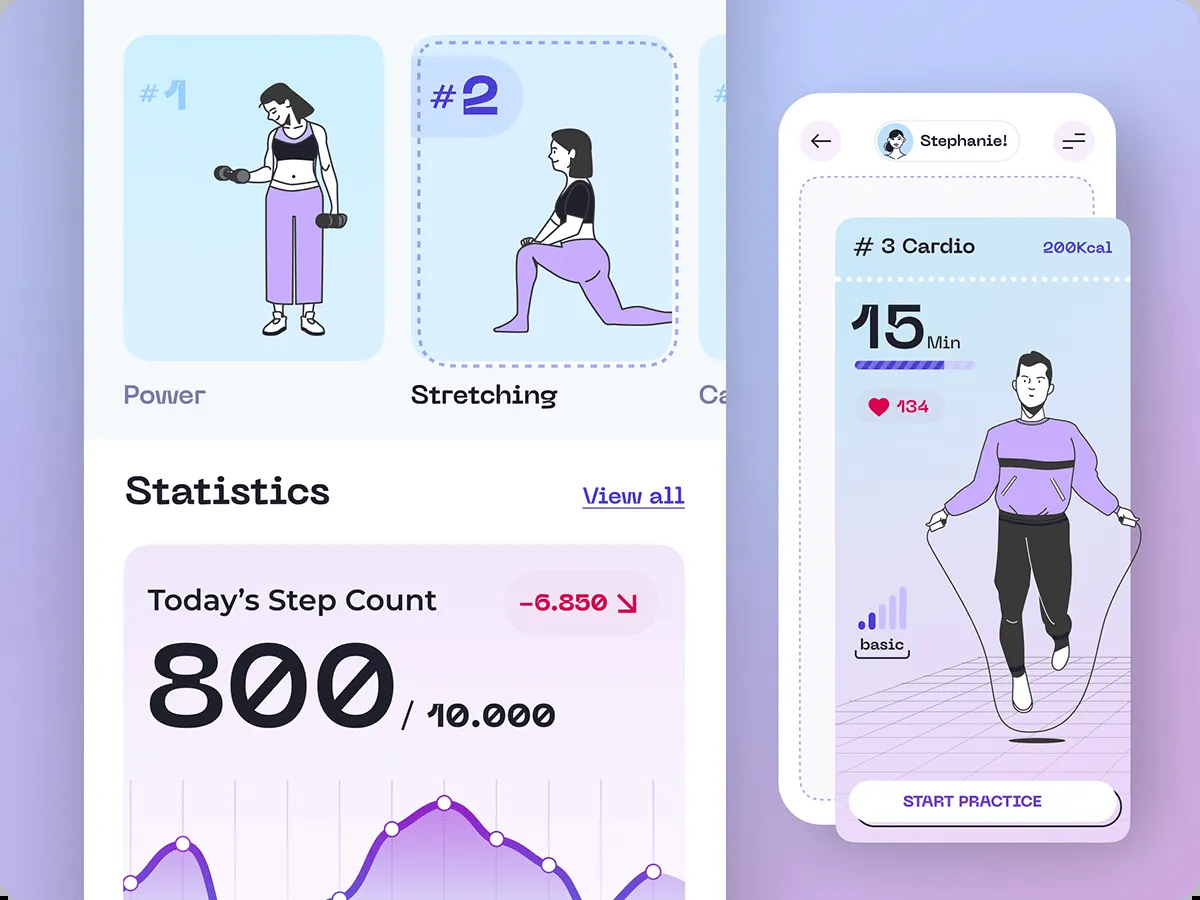 #1
#2
#
Power
Stretching
Ca
Statistics
View all
Today's Step Count
-6.850
800 / 10.000
Stephanie!
# 3 Cardio
200Kcal
15 Min
134
basic
START PRACTICE